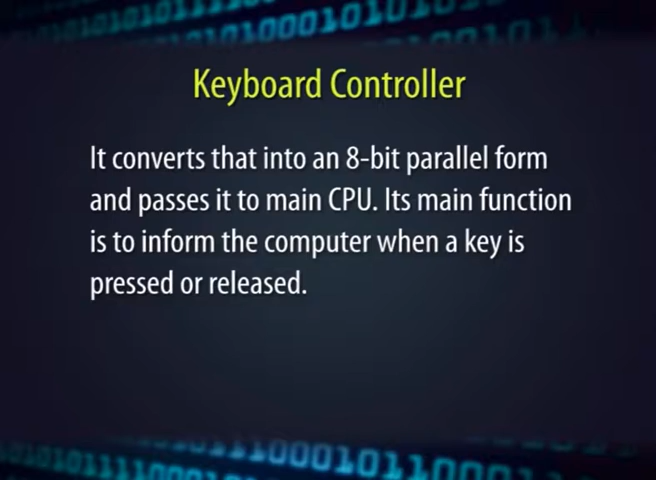 Keyboard Controller
It converts that into an 8-bit parallel form
and passes it to main CPU. Its main function
is to inform the computer when a key is
pressed or released.